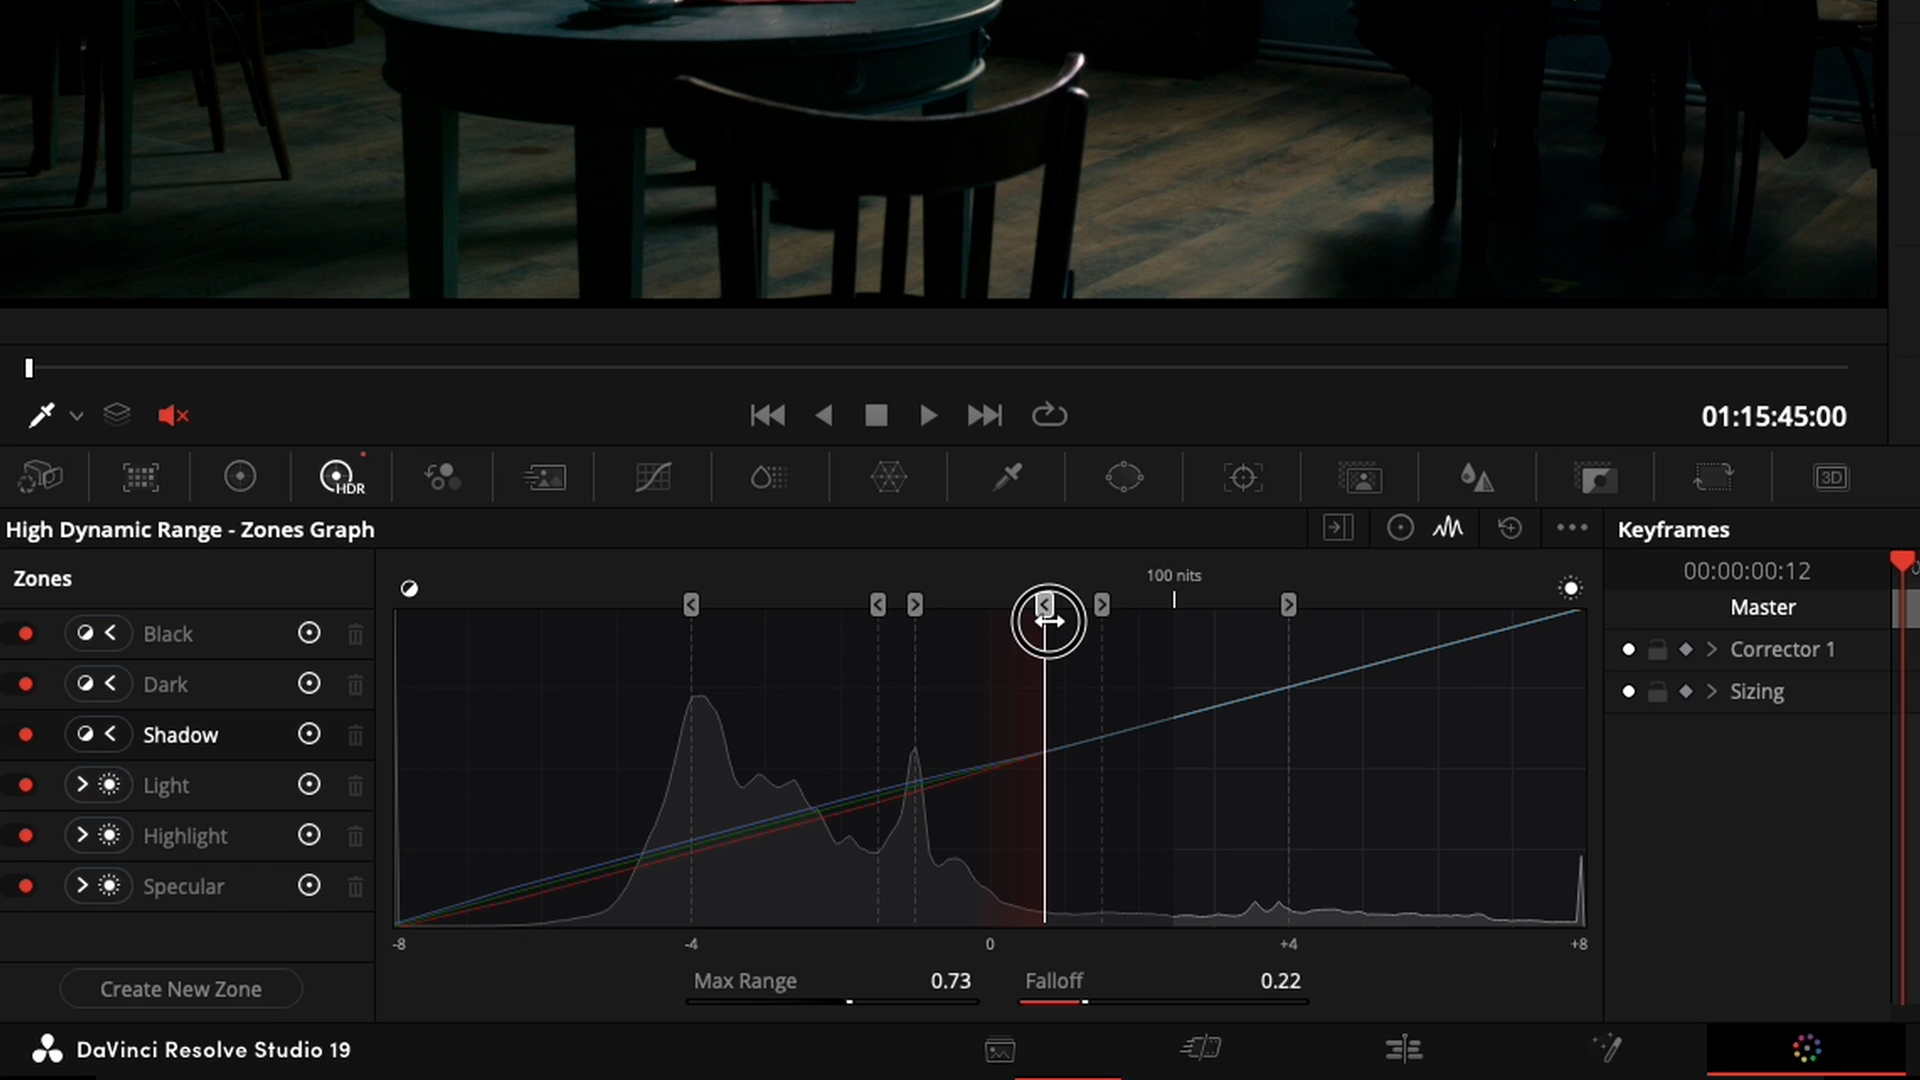 01:15:45:00
HDR
3D
High Dynamic Range - Zones Graph
Keyframes
Zones
100 nits
00:00:00:12
Master
Black
Corrector 1
Dark
Sizing
Shadow
Light
Highlight
Specular
-8
-4
0
+4
+8
Max Range
0.73
Falloff
0.22
Create New Zone
DaVinci Resolve Studio 19